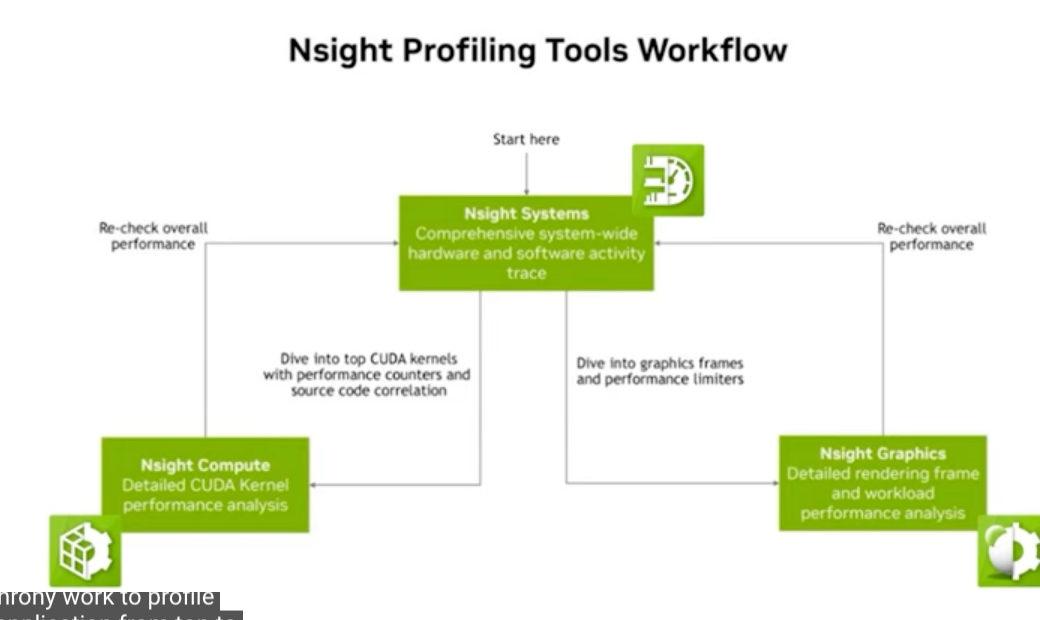 Nsight Profiling Tools Workflow
Start here
Nsight Systems
Comprehensive system-wide
hardware and software activity
trace
Re-check overall
performance
Re-check overall
performance
Dive into top CUDA kernels
with performance counters and
source code correlation
Dive into graphics frames
and performance limiters
Nsight Compute
Detailed CUDA Kernel
performance analysis
Nsight Graphics
Detailed rendering frame
and workload
performance analysis
work to profile